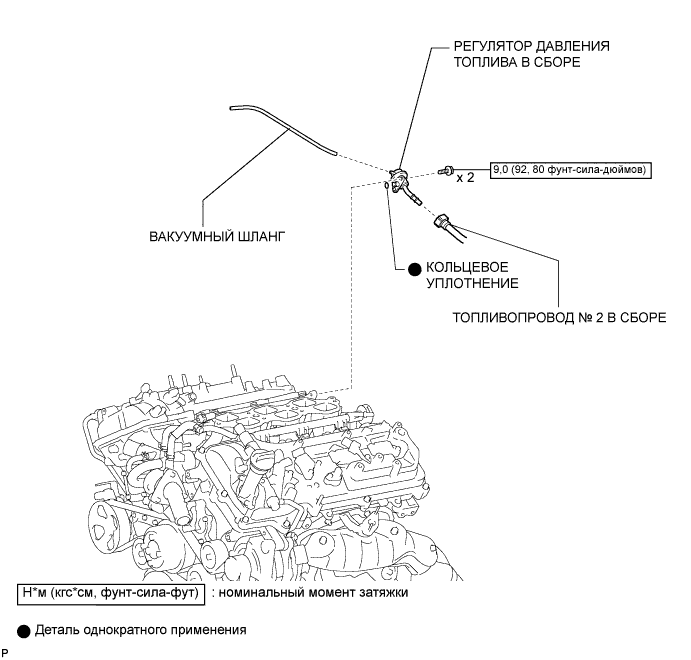 РЕГУЛЯТОР ДАВЛЕНИЯ
ТОПЛИВА В СБОРЕ
x 2
9,0 (92, 80 фунт-сила-дюймов)
ВАКУУМНЫЙ ШЛАНГ
КОЛЬЦЕВОЕ
УПЛОТНЕНИЕ
ТОПЛИВОПРОВОД № 2 В СБОРЕ
Н*м (кгс*см, фунт-сила-фут) : номинальный момент затяжки
Деталь однократного применения
P